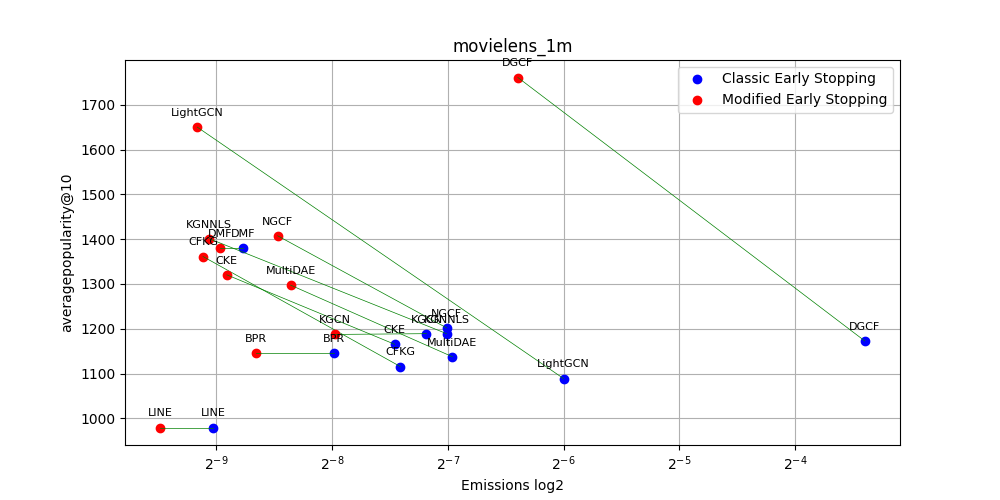 movielens_1m
DGCF
Classic Early Stopping
Modified Early Stopping
1700
LightGCN
1600
1500
KGNNLS
NGCF
DMF
DMF
1400
CFKG
CKE
MultiDAE
1300
KGCN
CKE
KGCN
NGCF
KGNNLS
DGCF
1200
BPR
BPR
CFKG
MultiDAE
LightGCN
1100
LINE
LINE
1000
averagepopularity@10
2⁻⁹
2⁻⁸
2⁻⁷
2⁻⁶
2⁻⁵
2⁻⁴
Emissions log2